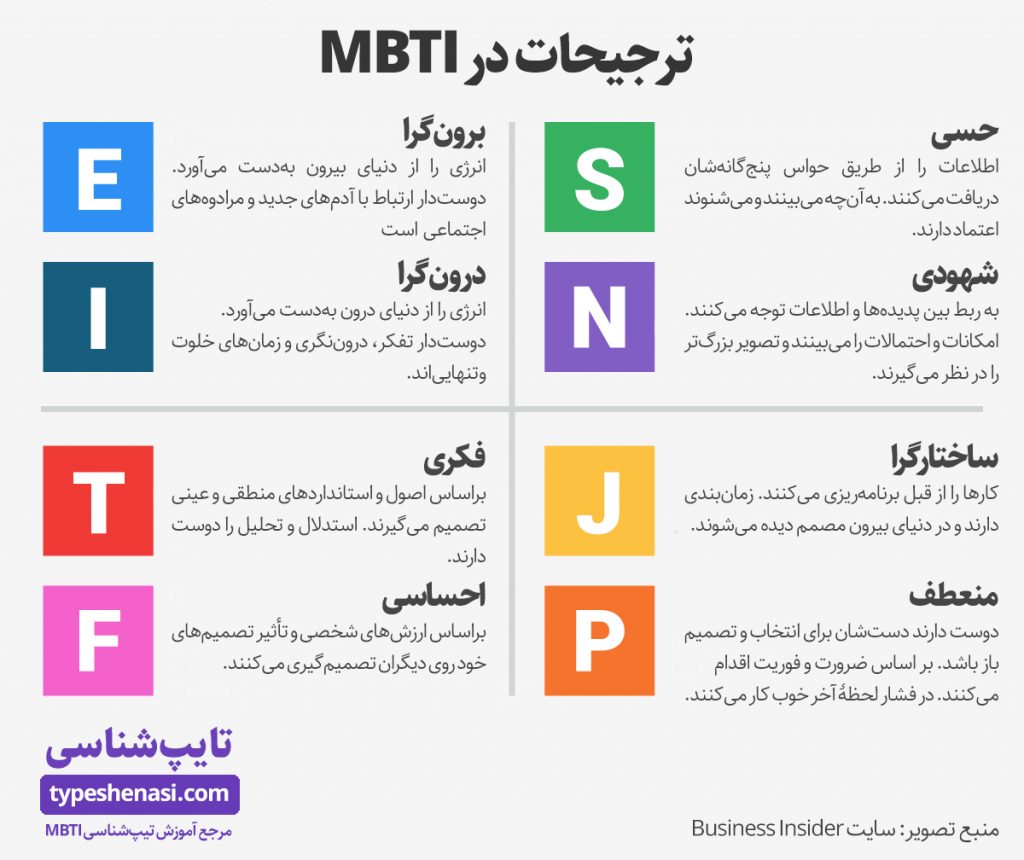 ترجیحات در MBTI
حسی
S
اطلاعات را از طریق حواس پنج‌گانه‌شان
دریافت می‌کنند. به آن‌چه می‌بینند و می‌شنوند
اعتماد دارند.
شهودی
N
به ربط بین پدیده‌ها و اطلاعات توجه می‌کنند.
امکانات و احتمالات را می‌بینند و تصویر بزرگ‌تر
را در نظر می‌گیرند.
برون‌گرا
E
انرژی را از دنیای بیرون به‌دست می‌آورد.
دوست‌دار ارتباط با آدم‌های جدید و مراده‌وه‌های
اجتماعی است
درون‌گرا
I
انرژی را از دنیای درون به‌دست می‌آورد.
دوست‌دار تفکر، درون‌نگری و زمان‌های خلوت
وتنهایی‌اند.
ساختارگرا
J
کارها را از قبل برنامه‌ریزی می‌کنند. زمان‌بندی
دارند و در دنیای بیرون مصمم دیده می‌شوند.
منعطف
P
دوست دارند دست‌شان برای انتخاب و تصمیم
باز باشد. بر اساس ضرورت و فوریت اقدام
می‌کنند. در فشار لحظهٔ آخر خوب کار می‌کنند.
فکری
T
براساس اصول و استانداردهای منطقی و عینی
تصمیم می‌گیرند. استدلال و تحلیل را دوست
دارند.
احساسی
F
براساس ارزش‌های شخصی و تأثیر تصمیم‌های
خود روی دیگران تصمیم‌گیری می‌کنند.
منبع تصویر: سایت Business Insider
تایپ‌شناسی
typeshenasi.com
مرجع آموزش تیپ‌شناسی MBTI